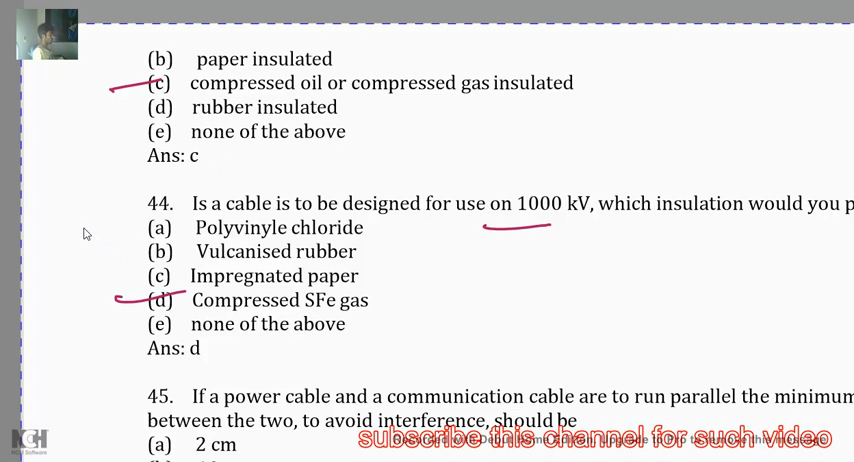 (b) paper insulated
(c) compressed oil or compressed gas insulated
(d) rubber insulated
(e) none of the above
Ans: c
44. Is a cable is to be designed for use on 1000 kV, which insulation would you p
(a) Polyvinyle chloride
(b) Vulcanised rubber
(c) Impregnated paper
(d) Compressed SFe gas
(e) none of the above
Ans: d
45. If a power cable and a communication cable are to run parallel the minimum
between the two, to avoid interference, should be
(a) 2 cm
subscribe this channel for such video
NCH
NCH Software